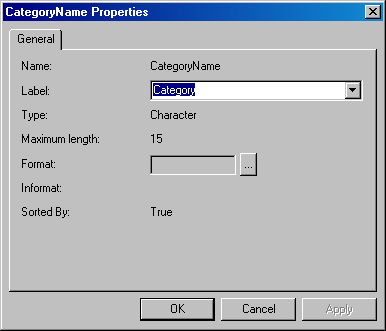 CategoryName Properties
General
Name: CategoryName
Label: Category
Type: Character
Maximum length: 15
Format: ...
Informat:
Sorted By: True
OK Cancel Apply